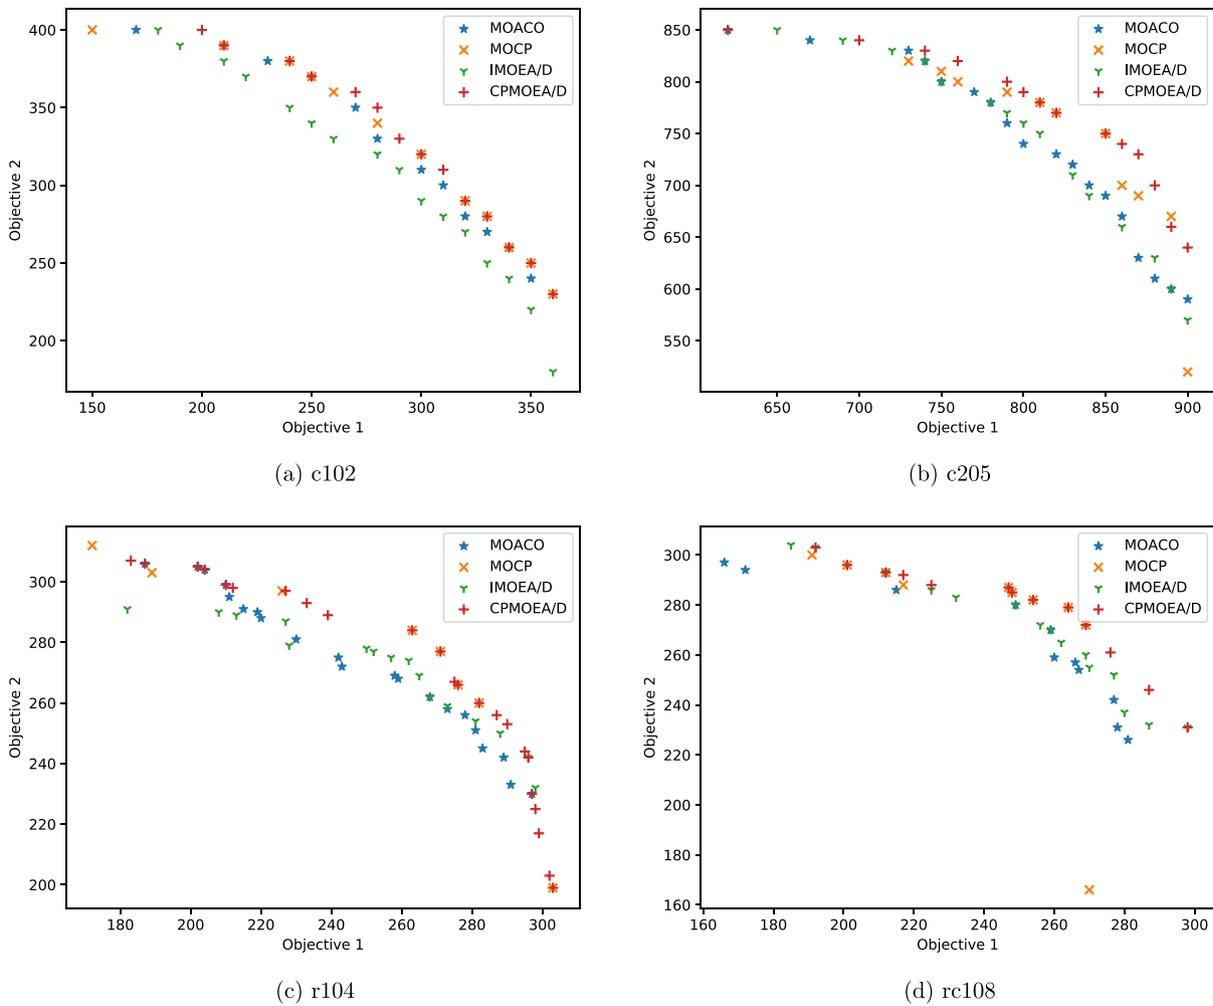 400
350
300
250
200
Objective 2
150
200
250
300
350
Objective 1
MOACO
MOCP
IMOEA/D
CPMOEA/D
(a) c102
850
800
750
700
650
600
550
Objective 2
650
700
750
800
850
900
Objective 1
MOACO
MOCP
IMOEA/D
CPMOEA/D
(b) c205
300
280
260
240
220
200
Objective 2
180
200
220
240
260
280
300
Objective 1
MOACO
MOCP
IMOEA/D
CPMOEA/D
(c) r104
300
280
260
240
220
200
180
160
Objective 2
160
180
200
220
240
260
280
300
Objective 1
MOACO
MOCP
IMOEA/D
CPMOEA/D
(d) rc108